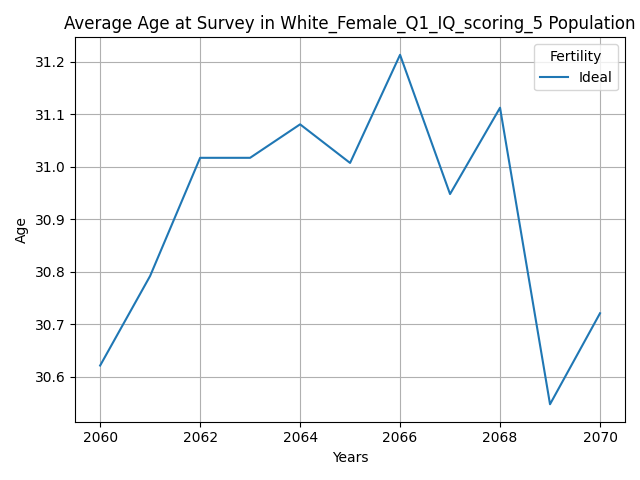 Average Age at Survey in White_Female_Q1_IQ_scoring_5 Population
Fertility
Ideal
31.2
31.1
31.0
30.9
30.8
30.7
30.6
Age
2060
2062
2064
2066
2068
2070
Years